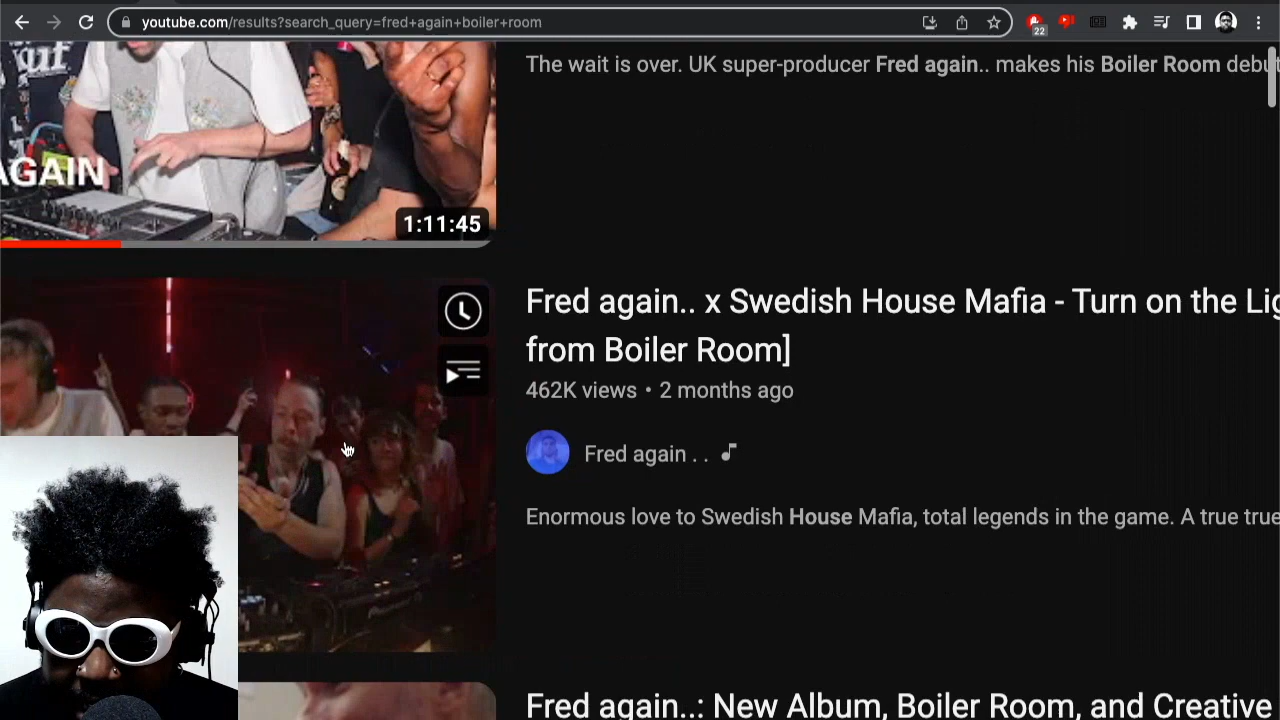 youtube.com/results?search_query=fred+again+boiler+room
22
The wait is over. UK super-producer Fred again.. makes his Boiler Room debut
AGAIN
1:11:45
Fred again.. x Swedish House Mafia - Turn on the Lig
from Boiler Room]
462K views • 2 months ago
Fred again . .
Enormous love to Swedish House Mafia, total legends in the game. A true true
Fred again..: New Album, Boiler Room, and Creative